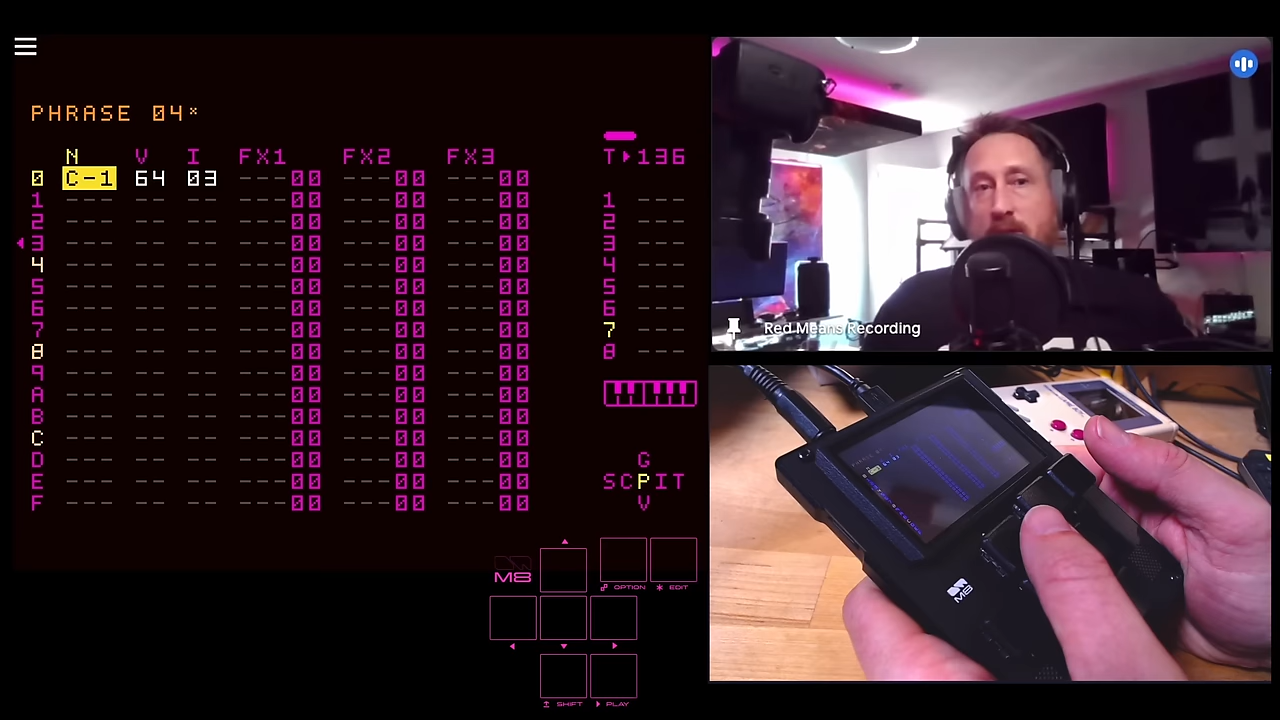 PHRASE 04*
N V I FX1 FX2 FX3 T▸136
0 C-1 64 03 ---00 ---00 ---00
1 --- -- -- ---00 ---00 ---00 1 ---
2 --- -- -- ---00 ---00 ---00 2 ---
3 --- -- -- ---00 ---00 ---00 3 ---
4 --- -- -- ---00 ---00 ---00 4 ---
5 --- -- -- ---00 ---00 ---00 5 ---
6 --- -- -- ---00 ---00 ---00 6 ---
7 --- -- -- ---00 ---00 ---00 7 ---
8 --- -- -- ---00 ---00 ---00 8 ---
9 --- -- -- ---00 ---00 ---00
A --- -- -- ---00 ---00 ---00
B --- -- -- ---00 ---00 ---00
C --- -- -- ---00 ---00 ---00
D --- -- -- ---00 ---00 ---00 G
E --- -- -- ---00 ---00 ---00 SCPIT
F --- -- -- ---00 ---00 ---00 V
M8
OPTION * EDIT
SHIFT PLAY
Red Means Recording
M8